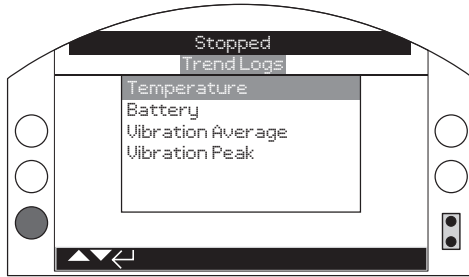 Stopped
Trend Logs
Temperature
Battery
Vibration Average
Vibration Peak